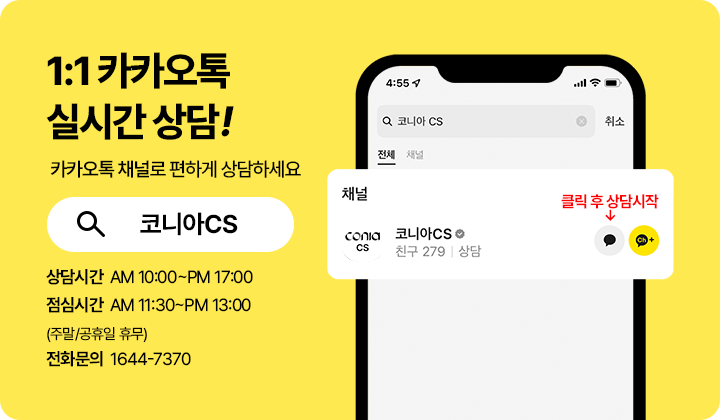 1:1 카카오톡
실시간 상담!
카카오톡 채널로 편하게 상담하세요
코니아CS
상담시간 AM 10:00~PM 17:00
점심시간 AM 11:30~PM 13:00
(주말/공휴일 휴무)
전화문의 1644-7370
4:55
코니아 CS 취소
전체 채널
채널
클릭 후 상담시작
conia
CS
코니아CS
친구 279 | 상담
Ch+